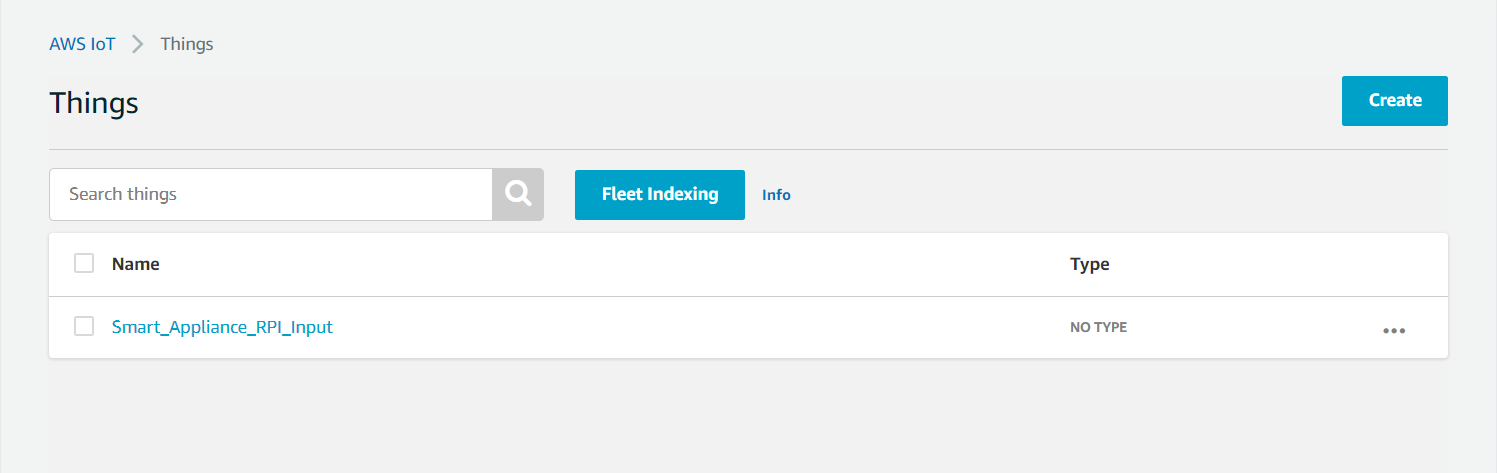 AWS IoT > Things
Things
Create
Search things
Fleet Indexing
Info
Name Type
Smart_Appliance_RPI_Input NO TYPE